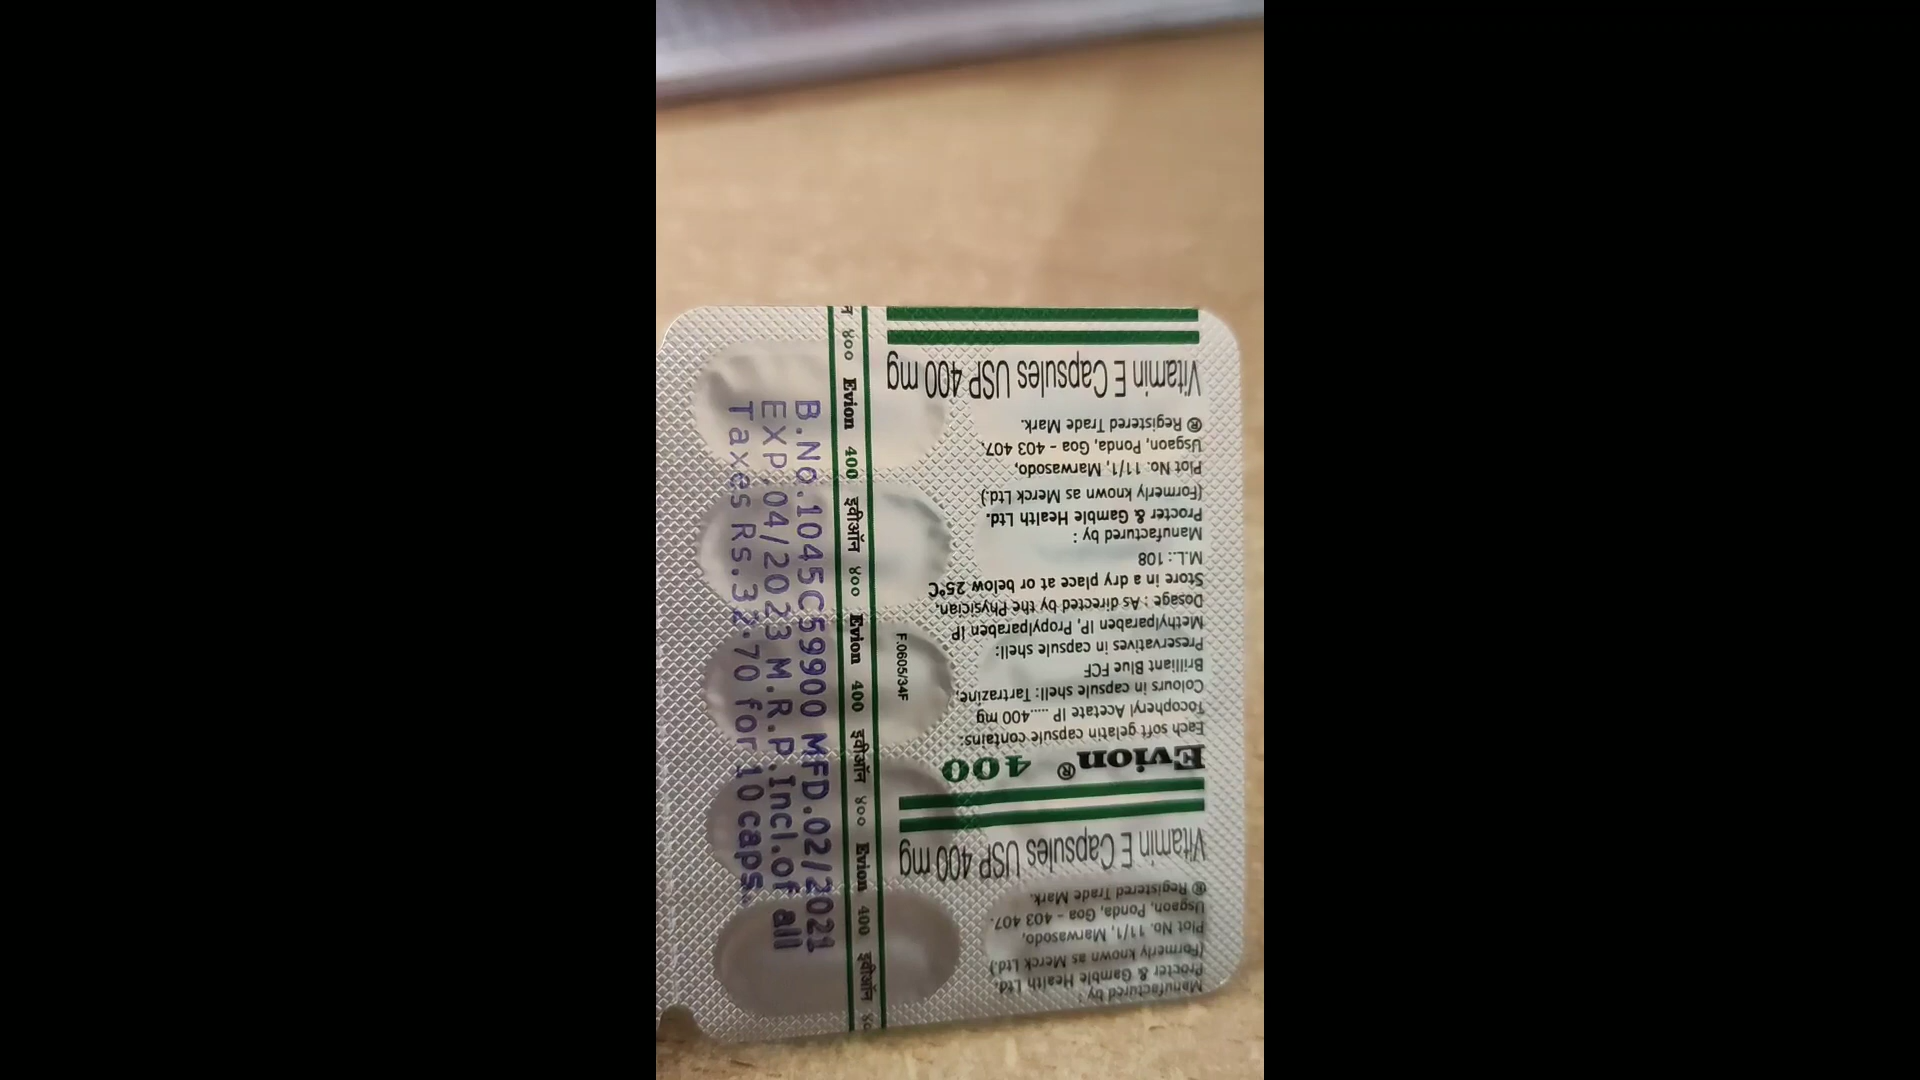 Manufactured by :
Procter & Gamble Health Ltd.
(Formerly known as Merck Ltd.)
Plot No. 11/1, Marwasodo,
Usgaon, Ponda, Goa - 403 407.
® Registered Trade Mark.
Vitamin E Capsules USP 400 mg
Evion® 400
Each soft gelatin capsule contains:
Tocopheryl Acetate IP .....400 mg
Colours in capsule shell: Tartrazine,
Brilliant Blue FCF
Preservatives in capsule shell:
Methylparaben IP, Propylparaben IP
Dosage : As directed by the Physician.
Store in a dry place at or below 25°C
M.L.: 108
Manufactured by :
Procter & Gamble Health Ltd.
(Formerly known as Merck Ltd.)
Plot No. 11/1, Marwasodo,
Usgaon, Ponda, Goa - 403 407.
® Registered Trade Mark.
Vitamin E Capsules USP 400 mg
F.0605/34F
४०० Evion 400 इवीऑन ४०० Evion 400 इवीऑन ४०० Evion 400 इवीऑन
B.No.1045C59900 MFD.02/2021
EXP.04/2023 M.R.P.Incl.of all
Taxes Rs.32.70 for 10 caps.